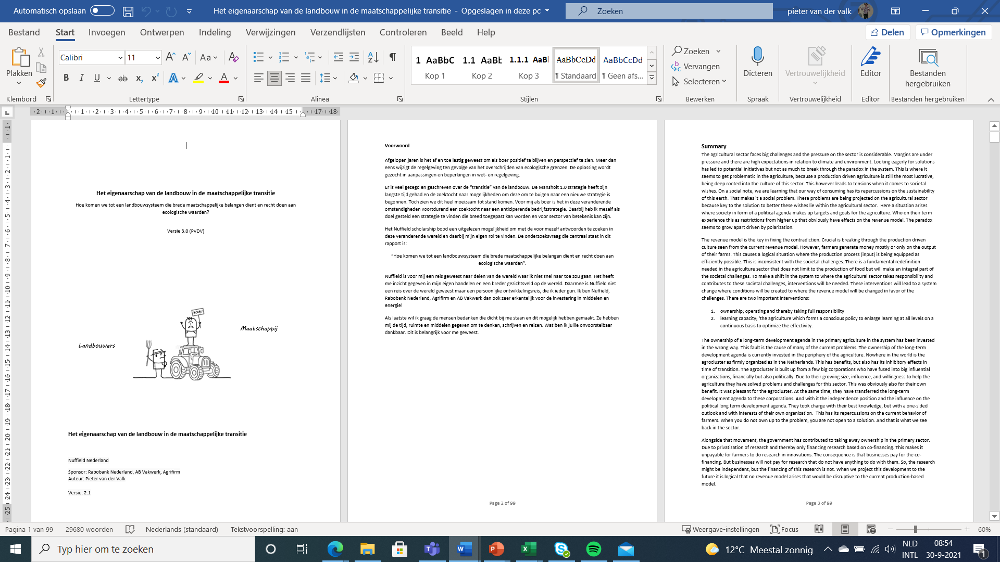 Automatisch opslaan
Het eigenaarschap van de landbouw in de maatschappelijke transitie - Opgeslagen in deze pc
Zoeken
pieter van der valk
Bestand Start Invoegen Ontwerpen Indeling Verwijzingen Verzendlijsten Controleren Beeld Help
Delen Opmerkingen
Plakken
Klembord
Calibri 11
Lettertype
Alinea
1 AaBbC 1.1 AaBb 1.1.1 AaBl AaBbCcDd AaBbCcDd
Kop 1 Kop 2 Kop 3 ¶ Standaard ¶ Geen afs...
Stijlen
Zoeken
Vervangen
Selecteren
Bewerken
Dicteren
Spraak
Vertrouwelijkheid
Vertrouwelijkheid
Editor
Editor
Bestanden hergebruiken
Bestanden hergebruiken
Het eigenaarschap van de landbouw in de maatschappelijke transitie
Hoe komen we tot een landbouwsysteem die brede maatschappelijke belangen dient en recht doen aan
ecologische waarden?
Versie 3.0 (PVDV)
Maatschappij
Landbouwers
Het eigenaarschap van de landbouw in de maatschappelijke transitie
Nuffield Nederland
Sponsor: Rabobank Nederland, AB Vakwerk, Agrifirm
Auteur: Pieter van der Valk
Versie: 2.1
Voorwoord
Afgelopen jaren is het af en toe lastig geweest om als boer positief te blijven en perspectief te zien. Meer dan
eens wijzigt de regelgeving ten gevolge van het overschrijden van ecologische grenzen. De oplossing wordt
gezocht in aanpassingen en beperkingen in wet- en regelgeving.
Er is veel gezegd en geschreven over de “transitie” van de landbouw. De Mansholt 1.0 strategie heeft zijn
langste tijd gehad en de zoektocht naar mogelijkheden om deze om te buigen naar een nieuwe strategie is
begonnen. Toch zien we dit heel moeizaam tot stand komen. Voor mij als boer is het in deze veranderende
omstandigheden voortdurend een zoektocht naar een anticiperende bedrijfsstrategie. Daarbij heb ik mezelf als
doel gesteld een strategie te vinden die breed toegepast kan worden en voor sector van betekenis kan zijn.
Het Nuffield scholarship bood een uitgelezen mogelijkheid om met de voor mezelf antwoorden te zoeken in
deze veranderende wereld en daarbij mijn eigen rol te vinden. De onderzoeksvraag die centraal staat in dit
rapport is:
“Hoe komen we tot een landbouwsysteem die brede maatschappelijke belangen dient en recht doen aan
ecologische waarden”.
Nuffield is voor mij een reis geweest naar delen van de wereld waar ik niet snel naar toe zou gaan. Het heeft
me inzicht gegeven in mijn eigen handelen en een breder gezichtsveld op de wereld. Daarmee is Nuffield niet
een reis over de wereld geweest maar een persoonlijke ontwikkelingsreis, die ik ieder gun. Ik ben Nuffield,
Rabobank Nederland, Agrifirm en AB Vakwerk dan ook zeer erkentelijk voor de investering in middelen en
energie!
Als laatste wil ik graag de mensen bedanken die dicht bij me staan en dit mogelijk hebben gemaakt. Ze hebben
mij de tijd, ruimte en middelen gegeven om te denken, schrijven en reizen. Wat ben ik jullie onvoorstelbaar
dankbaar. Dit is belangrijk voor me geweest.
Page 2 of 99
Summary
The agricultural sector faces big challenges and the pressure on the sector is considerable. Margins are under
pressure and there are high expectations in relation to climate and environment. Looking eagerly for solutions
has led to potential initiatives but not as much to break through the paradox in the system. This is where it
seems to get problematic in the agriculture, because a production driven agriculture is still the most lucrative,
being deep rooted into the culture of this sector. This however leads to tensions when it comes to societal
wishes. On a social note, we are learning that our way of consuming has its repercussions on the sustainability
of this earth. That makes it a social problem. These problems are being projected on the agricultural sector
because key to the solution to better these wishes lie within the agricultural sector. Here a situation arises
where society in form of a political agenda makes up targets and goals for the agriculture. Who on their term
experience this as restrictions from higher up that obviously have effects on the revenue model. The paradox
seems to grow apart driven by polarization.
The revenue model is the key in fixing the contradiction. Crucial is breaking through the production driven
culture seen from the current revenue model. However, farmers generate money mostly or only on the output
of their farms. This causes a logical situation where the production process (input) is being equipped as
efficiently possible. This is inconsistent with the societal challenges. There is a fundamental redefinition
needed in the agriculture sector that does not limit to the production of food but will make an integral part of
the societal challenges. To make a shift in the system to where the agricultural sector takes responsibility and
contributes to these societal challenges, interventions will be needed. These interventions will lead to a system
change where conditions will be created to where the revenue model will be changed in favor of the
challenges. There are two important interventions:
1. ownership; operating and thereby taking full responsibility
2. learning capacity; ‘the agriculture which forms a conscious policy to enlarge learning at all levels on a
continuous basis to optimize the effectivity.
The ownership of a long-term development agenda in the primary agriculture in the system has been invested
in the wrong way. This fault is the cause of many of the current problems. The ownership of the long-term
development agenda is currently invested in the periphery of the agriculture. Nowhere in the world is the
agrocluster as firmly organized as in the Netherlands. This has benefits, but also has its inhibitory effects in
time of transition. The agrocluster is built up from a few big corporations who have fused into big influential
organizations, financially but also politically. Due to their growing size, influence, and willingness to help the
agriculture they have solved problems and challenges for this sector. This was obviously also for their own
benefit. It was pleasant for the agrocluster. At the same time, they have transferred the long-term
development agenda to these corporations. And with it the independence position and the influence on the
political long term development agenda. They took charge with their best knowledge, but with a one-sided
outlook and with interests of their own organization. This has its repercussions on the current behavior of
farmers. When you do not own up to the problem, you are not open to a solution. And that is what we see
back in the sector.
Alongside that movement, the government has contributed to taking away ownership in the primary sector.
Due to privatization of research and thereby only financing research based on co-financing. This makes it
unpayable for farmers to do research in innovations. The consequence is that businesses pay for the co-
financing. But businesses will not pay for research that do not have anything to do with them. So, the research
might be independent, but the financing of this research is not. When we project this development to the
future it is logical that no revenue model arises that would be disruptive to the current production-based
model.
Page 3 of 99
Pagina 1 van 99 29680 woorden Nederlands (standaard) Tekstvoorspelling: aan
Weergave-instellingen Focus 60%
Typ hier om te zoeken
12°C Meestal zonnig
NLD
INTL
08:54
30-9-2021
1